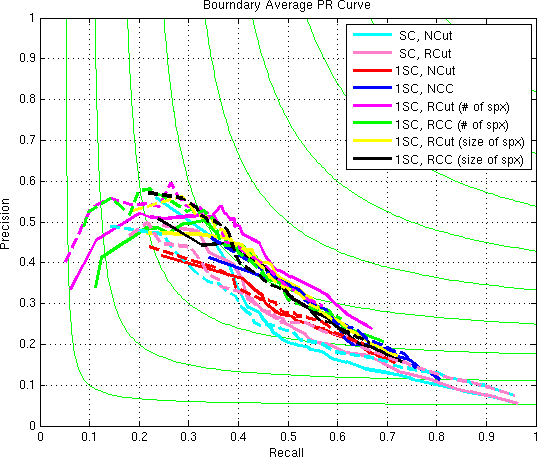 Bourndary Average PR Curve
SC, NCut
SC, RCut
1SC, NCut
1SC, NCC
1SC, RCut (# of spx)
1SC, RCC (# of spx)
1SC, RCut (size of spx)
1SC, RCC (size of spx)
Precision
1
0.9
0.8
0.7
0.6
0.5
0.4
0.3
0.2
0.1
0
0 0.1 0.2 0.3 0.4 0.5 0.6 0.7 0.8 0.9 1
Recall